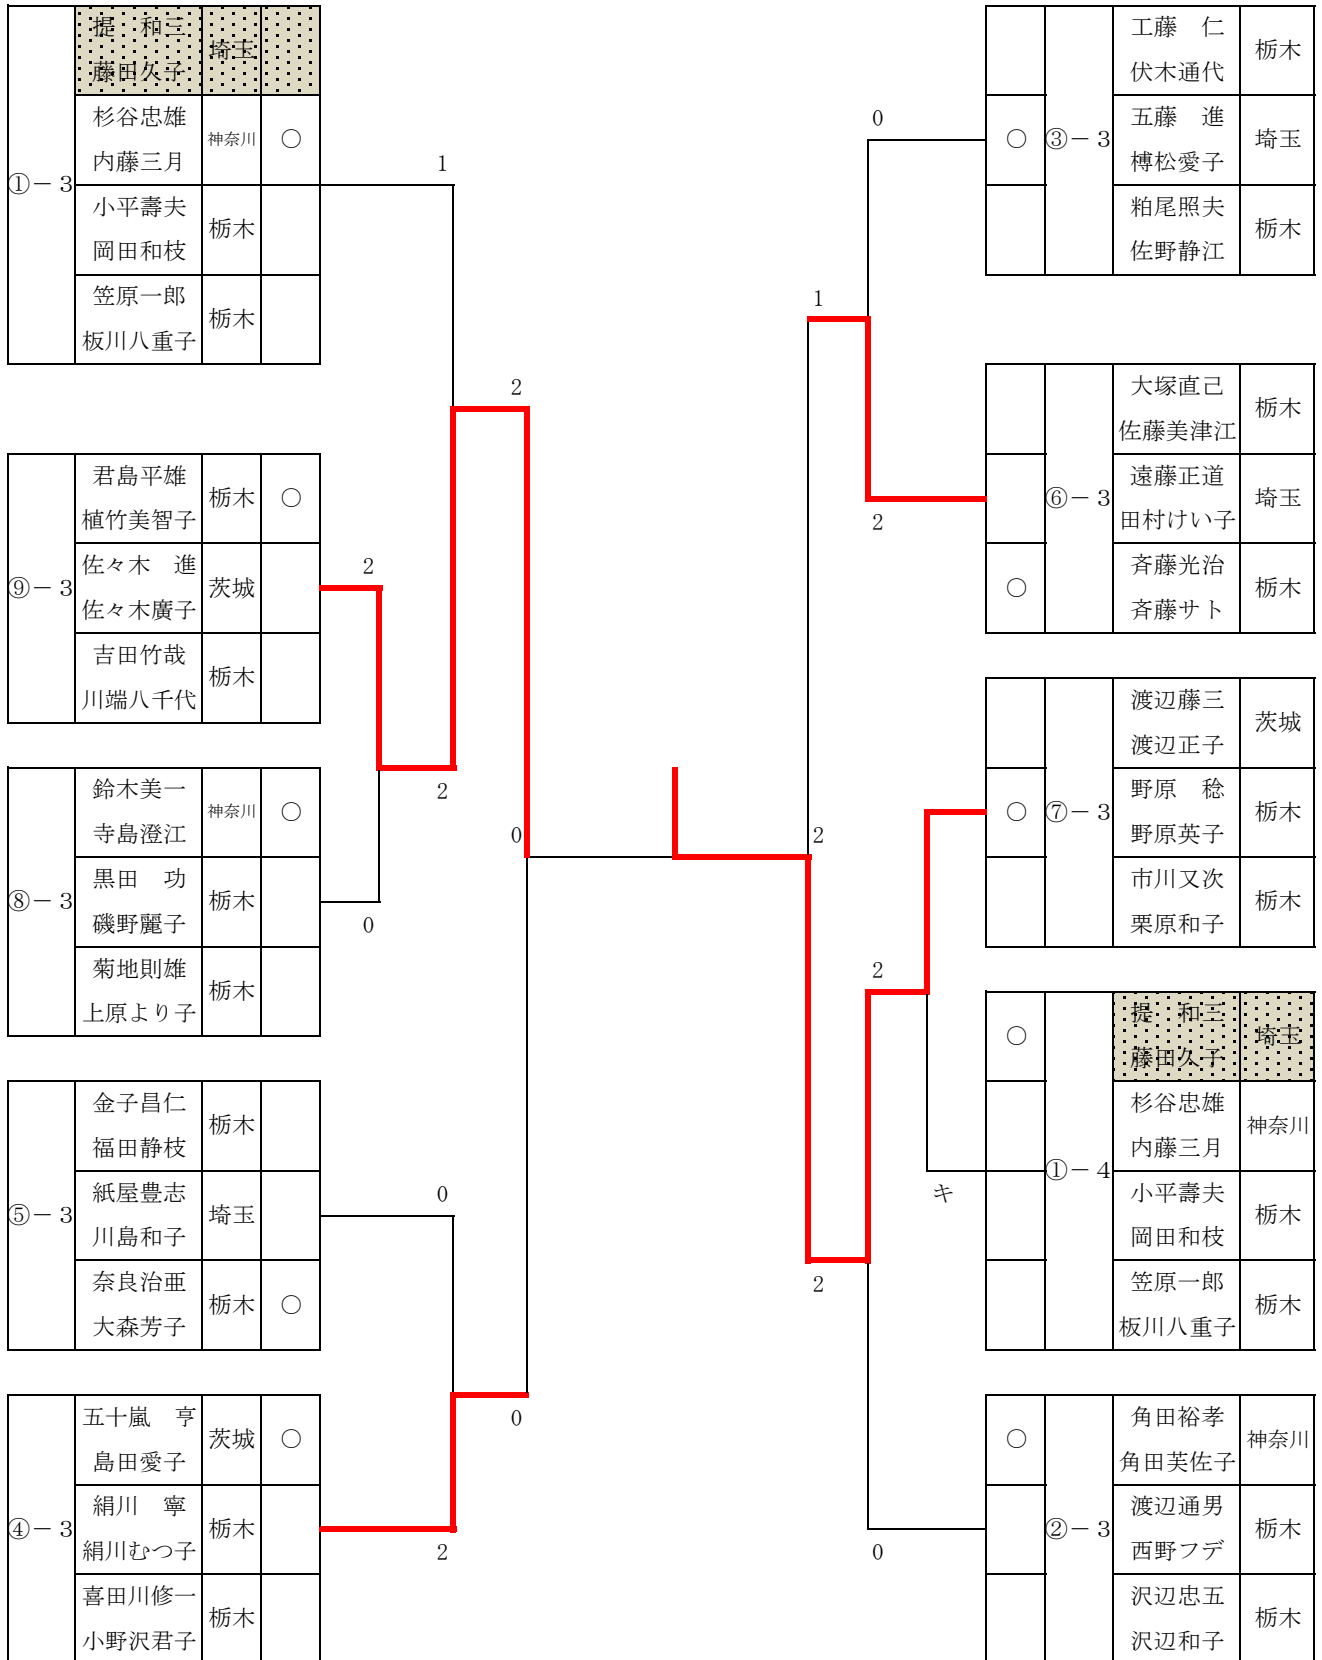 ①－3
堤　和三
藤田久子
埼玉
杉谷忠雄
内藤三月
神奈川
○
小平壽夫
岡田和枝
栃木
笠原一郎
板川八重子
栃木
1
⑨－3
君島平雄
植竹美智子
栃木
○
佐々木　進
佐々木廣子
茨城
吉田竹哉
川端八千代
栃木
2
2
2
⑧－3
鈴木美一
寺島澄江
神奈川
○
黒田　功
磯野麗子
栃木
菊地則雄
上原より子
栃木
0
0
⑤－3
金子昌仁
福田静枝
栃木
紙屋豊志
川島和子
埼玉
奈良治亜
大森芳子
栃木
○
0
0
④－3
五十嵐　亨
島田愛子
茨城
○
絹川　寧
絹川むつ子
栃木
喜田川修一
小野沢君子
栃木
2
0
1
2
③－3
工藤　仁
伏木通代
栃木
○
五藤　進
榑松愛子
埼玉
粕尾照夫
佐野静江
栃木
⑥－3
大塚直己
佐藤美津江
栃木
遠藤正道
田村けい子
埼玉
○
斉藤光治
斉藤サト
栃木
2
2
キ
2
0
⑦－3
渡辺藤三
渡辺正子
茨城
○
野原　稔
野原英子
栃木
市川又次
栗原和子
栃木
①－4
○
堤　和三
藤田久子
埼玉
杉谷忠雄
内藤三月
神奈川
小平壽夫
岡田和枝
栃木
笠原一郎
板川八重子
栃木
②－3
○
角田裕孝
角田芙佐子
神奈川
渡辺通男
西野フデ
栃木
沢辺忠五
沢辺和子
栃木